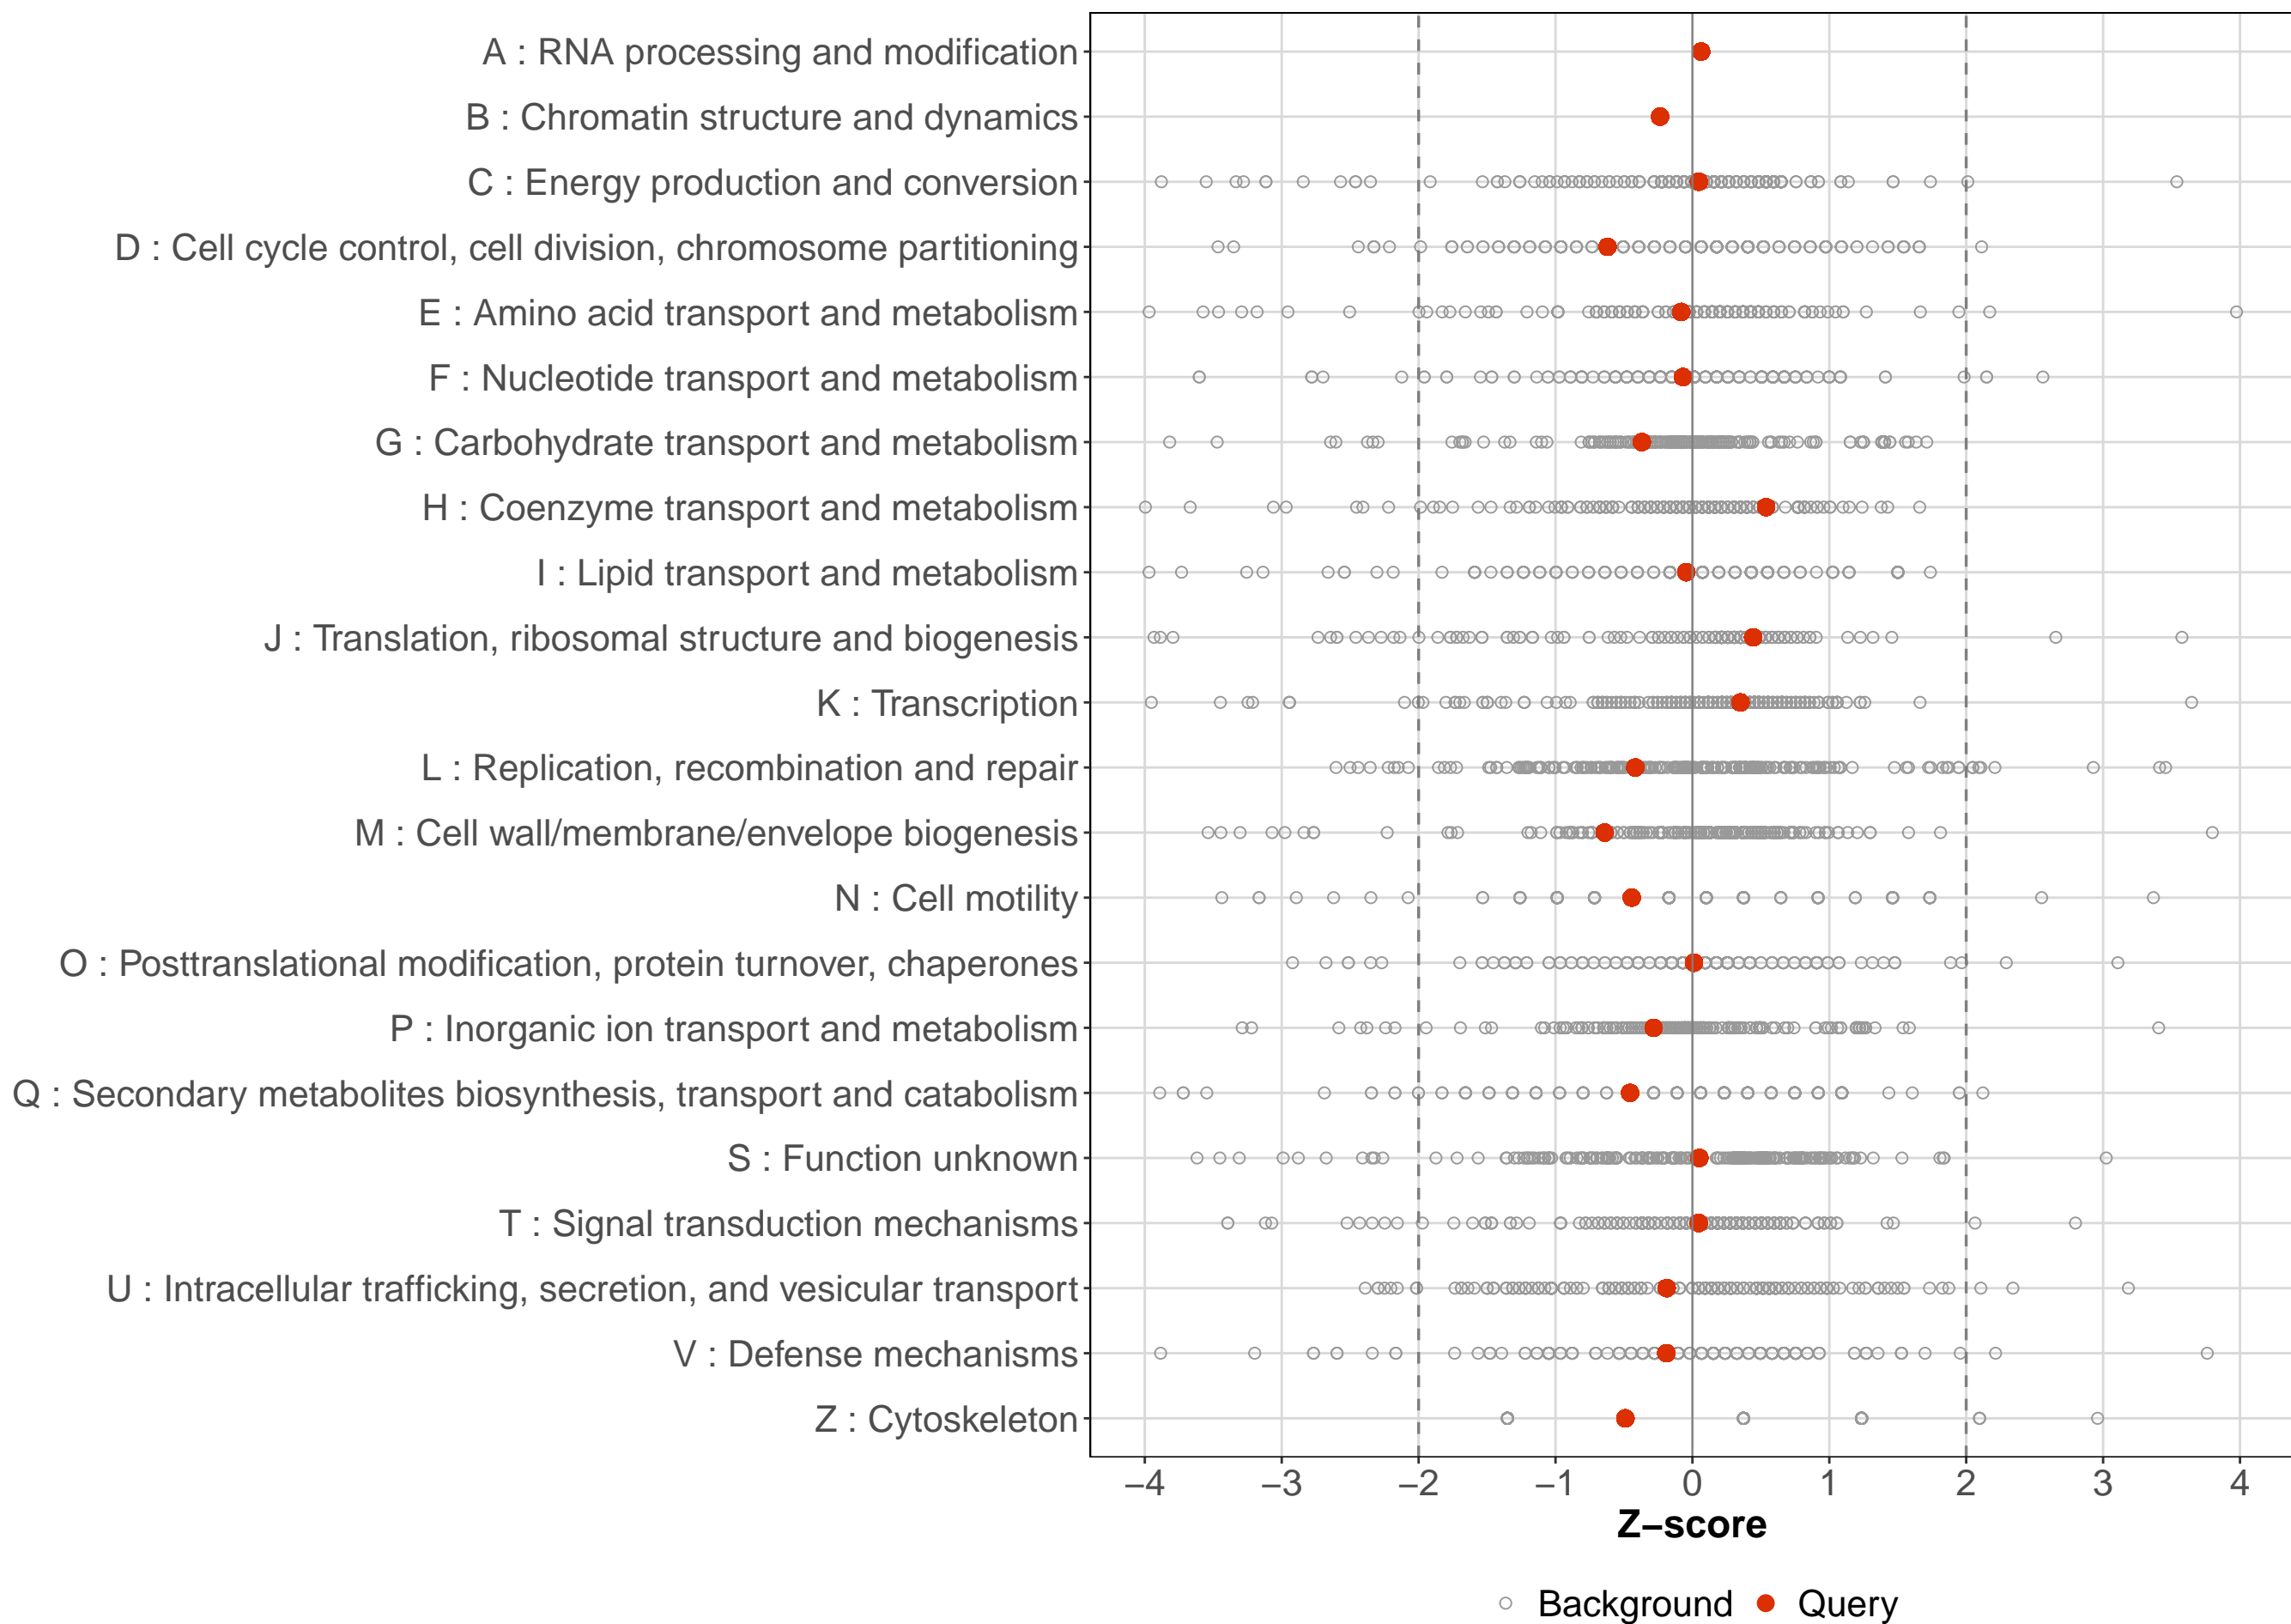 A : RNA processing and modification
B : Chromatin structure and dynamics
C : Energy production and conversion
D : Cell cycle control, cell division, chromosome partitioning
E : Amino acid transport and metabolism
F : Nucleotide transport and metabolism
G : Carbohydrate transport and metabolism
H : Coenzyme transport and metabolism
I : Lipid transport and metabolism
J : Translation, ribosomal structure and biogenesis
K : Transcription
L : Replication, recombination and repair
M : Cell wall/membrane/envelope biogenesis
N : Cell motility
O : Posttranslational modification, protein turnover, chaperones
P : Inorganic ion transport and metabolism
Q : Secondary metabolites biosynthesis, transport and catabolism
S : Function unknown
T : Signal transduction mechanisms
U : Intracellular trafficking, secretion, and vesicular transport
V : Defense mechanisms
Z : Cytoskeleton
−4 −3 −2 −1 0 1 2 3 4
Z−score
Background Query